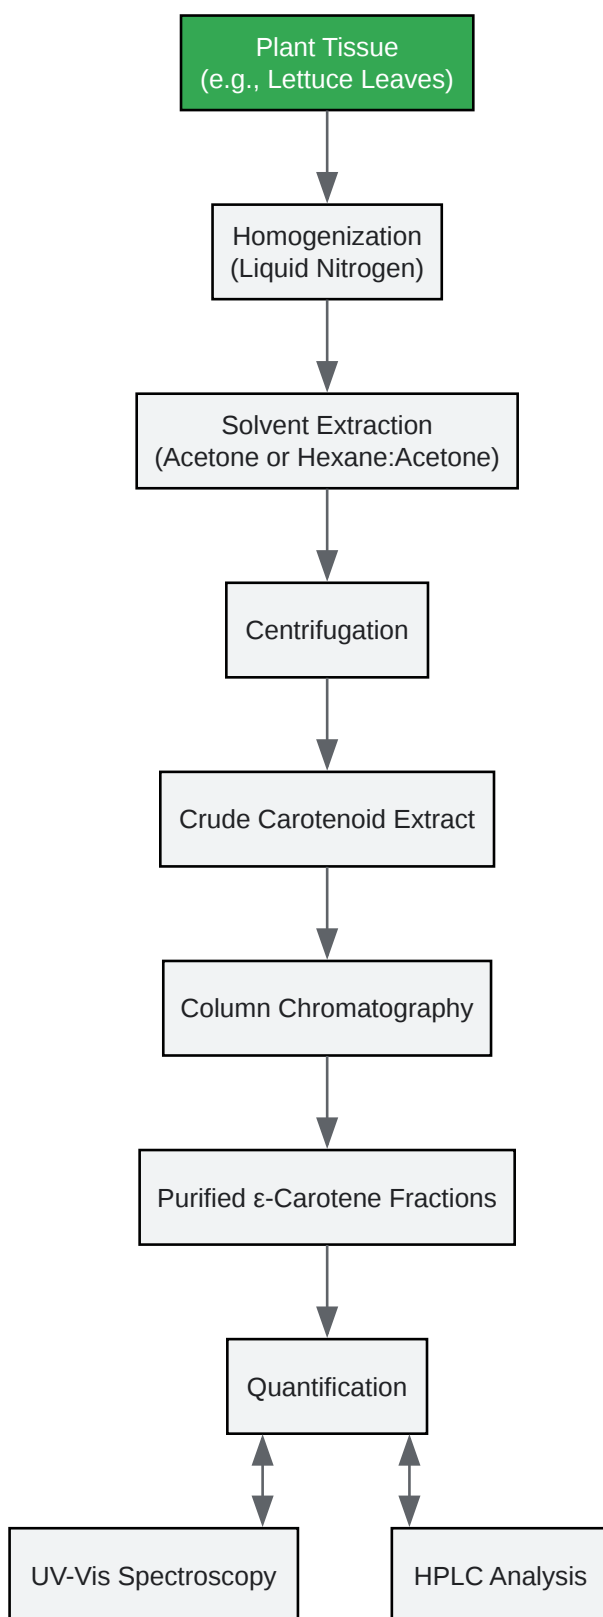 Plant Tissue
(e.g., Lettuce Leaves)
Homogenization
(Liquid Nitrogen)
Solvent Extraction
(Acetone or Hexane:Acetone)
Centrifugation
Crude Carotenoid Extract
Column Chromatography
Purified ε-Carotene Fractions
Quantification
UV-Vis Spectroscopy
HPLC Analysis